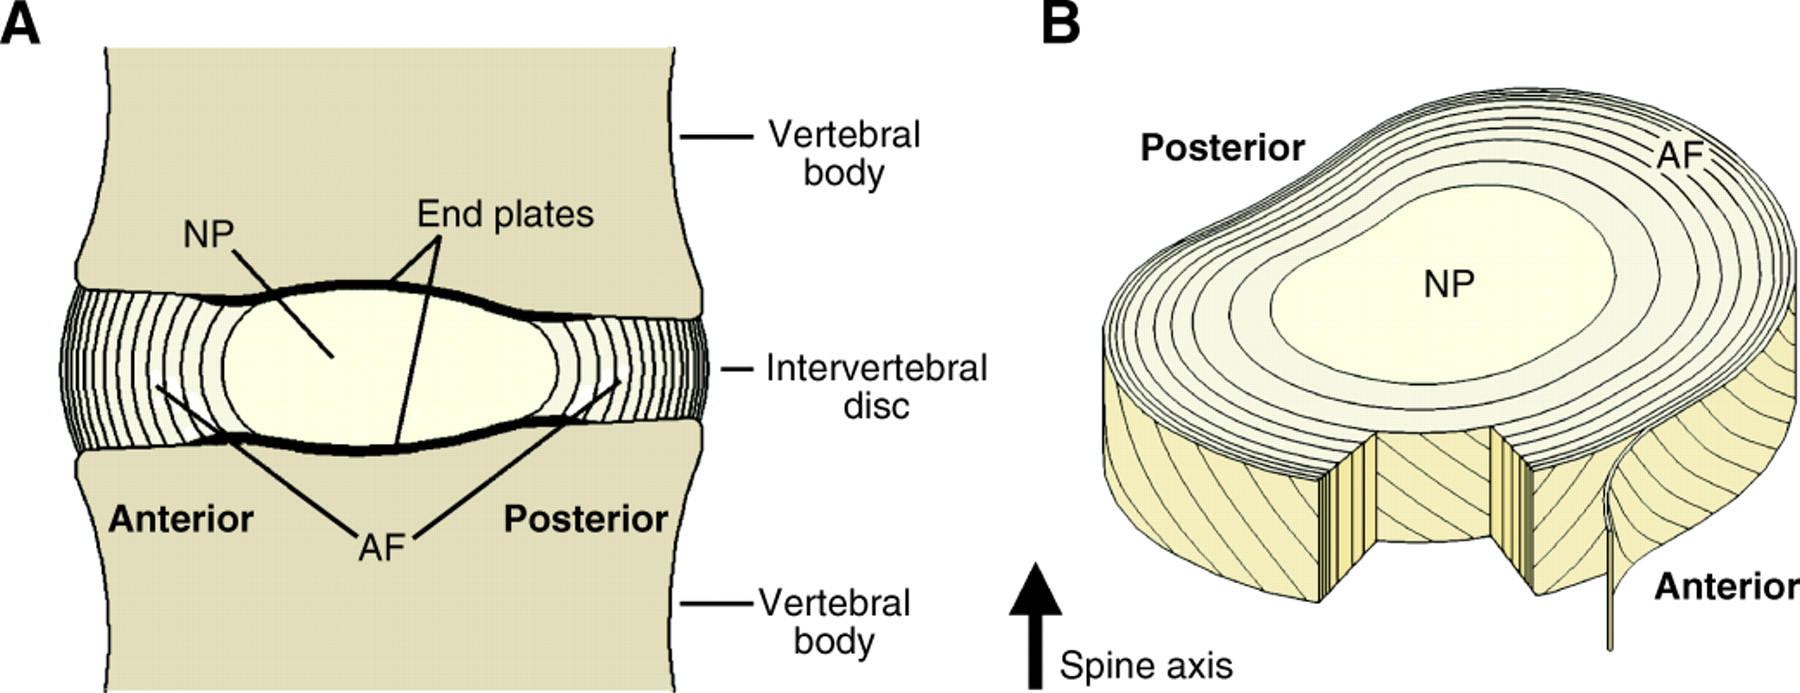 A
Vertebral
body
NP
End plates
Intervertebral
disc
Anterior
Posterior
AF
Vertebral
body
B
Posterior
AF
NP
Anterior
Spine axis